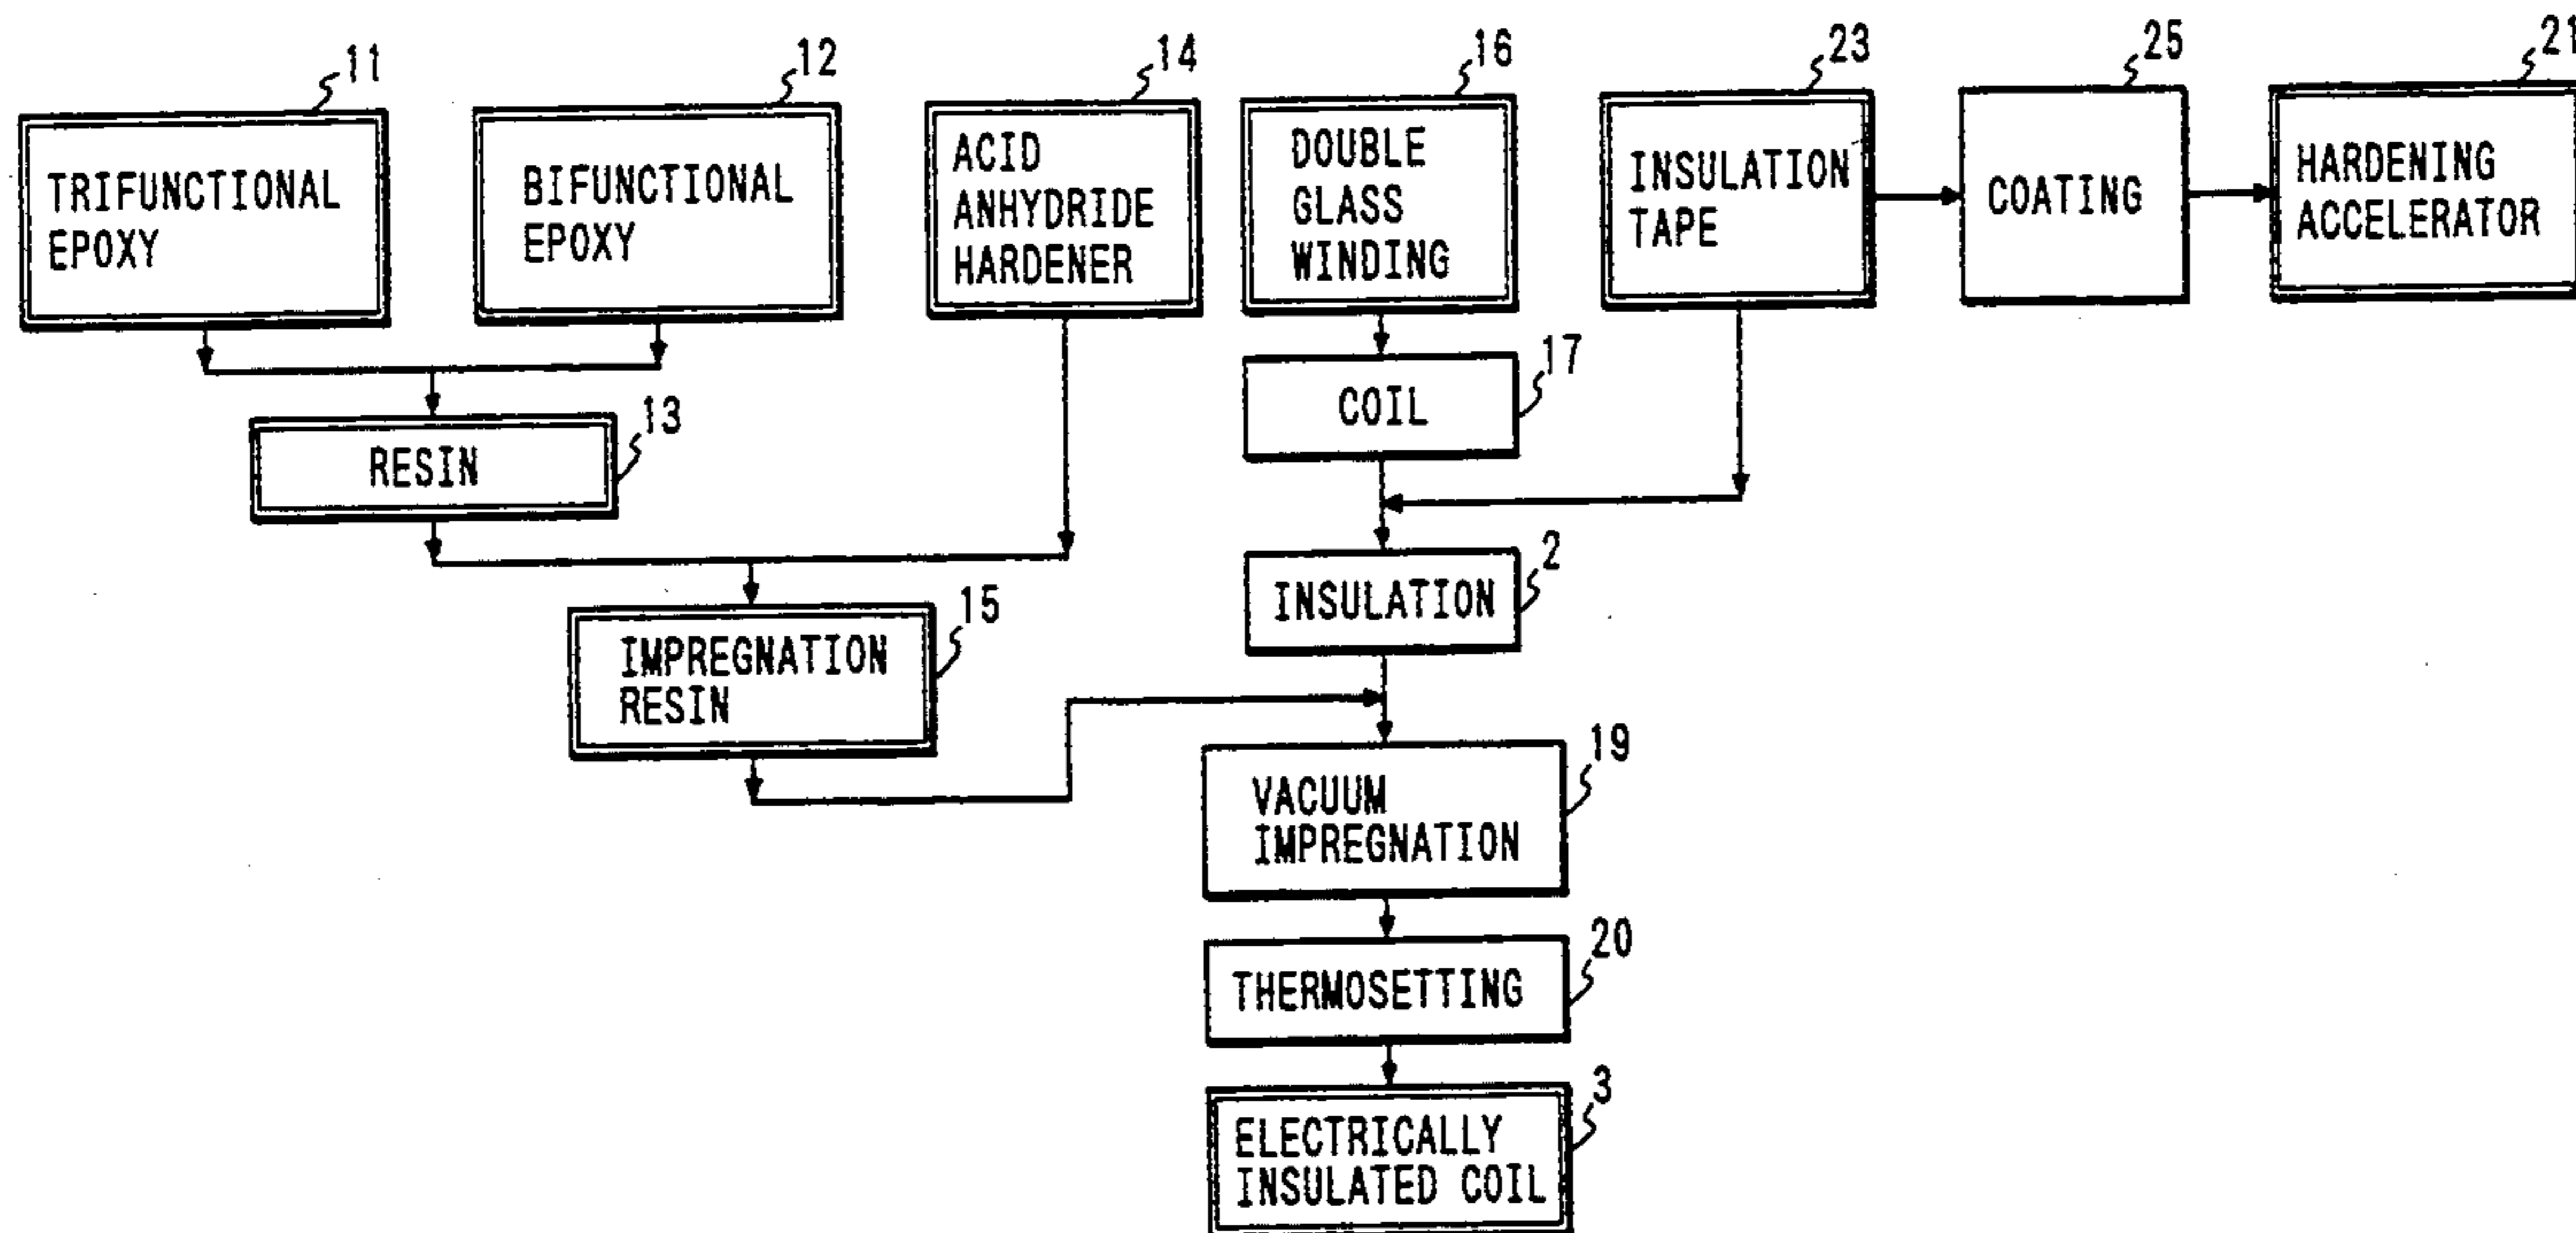 11
TRIFUNCTIONAL
EPOXY
12
BIFUNCTIONAL
EPOXY
14
ACID
ANHYDRIDE
HARDENER
16
DOUBLE
GLASS
WINDING
23
INSULATION
TAPE
25
COATING
21
HARDENING
ACCELERATOR
13
RESIN
17
COIL
15
IMPREGNATION
RESIN
2
INSULATION
19
VACUUM
IMPREGNATION
20
THERMOSETTING
3
ELECTRICALLY
INSULATED COIL